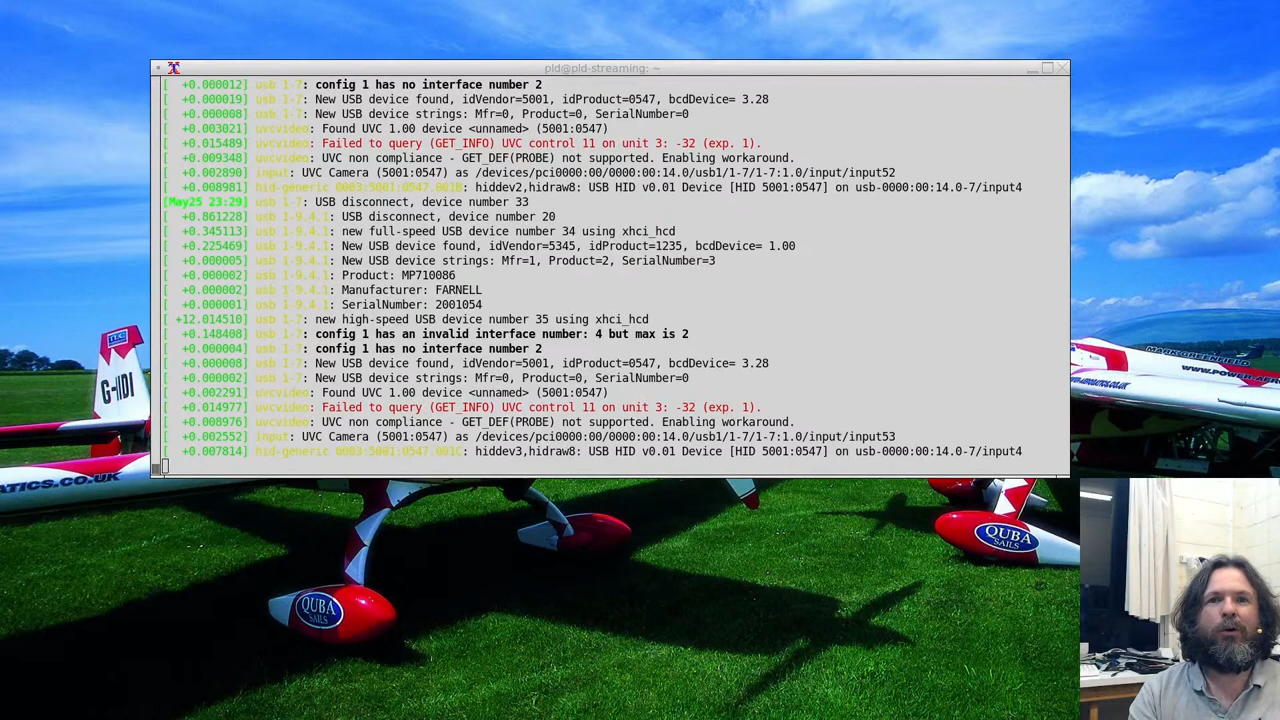 pld@pld-streaming: ~
[  +0.000012] usb 1-7: config 1 has no interface number 2
[  +0.000019] usb 1-7: New USB device found, idVendor=5001, idProduct=0547, bcdDevice= 3.28
[  +0.000008] usb 1-7: New USB device strings: Mfr=0, Product=0, SerialNumber=0
[  +0.003021] uvcvideo: Found UVC 1.00 device <unnamed> (5001:0547)
[  +0.015489] uvcvideo: Failed to query (GET_INFO) UVC control 11 on unit 3: -32 (exp. 1).
[  +0.009348] uvcvideo: UVC non compliance - GET_DEF(PROBE) not supported. Enabling workaround.
[  +0.002890] input: UVC Camera (5001:0547) as /devices/pci0000:00/0000:00:14.0/usb1/1-7/1-7:1.0/input/input52
[  +0.008981] hid-generic 0003:5001:0547.001B: hiddev2,hidraw8: USB HID v0.01 Device [HID 5001:0547] on usb-0000:00:14.0-7/input4
[May25 23:29] usb 1-7: USB disconnect, device number 33
[  +0.861228] usb 1-9.4.1: USB disconnect, device number 20
[  +0.345113] usb 1-9.4.1: new full-speed USB device number 34 using xhci_hcd
[  +0.225469] usb 1-9.4.1: New USB device found, idVendor=5345, idProduct=1235, bcdDevice= 1.00
[  +0.000005] usb 1-9.4.1: New USB device strings: Mfr=1, Product=2, SerialNumber=3
[  +0.000002] usb 1-9.4.1: Product: MP710086
[  +0.000002] usb 1-9.4.1: Manufacturer: FARNELL
[  +0.000001] usb 1-9.4.1: SerialNumber: 2001054
[ +12.014510] usb 1-7: new high-speed USB device number 35 using xhci_hcd
[  +0.148408] usb 1-7: config 1 has an invalid interface number: 4 but max is 2
[  +0.000004] usb 1-7: config 1 has no interface number 2
[  +0.000008] usb 1-7: New USB device found, idVendor=5001, idProduct=0547, bcdDevice= 3.28
[  +0.000002] usb 1-7: New USB device strings: Mfr=0, Product=0, SerialNumber=0
[  +0.002291] uvcvideo: Found UVC 1.00 device <unnamed> (5001:0547)
[  +0.014977] uvcvideo: Failed to query (GET_INFO) UVC control 11 on unit 3: -32 (exp. 1).
[  +0.008976] uvcvideo: UVC non compliance - GET_DEF(PROBE) not supported. Enabling workaround.
[  +0.002552] input: UVC Camera (5001:0547) as /devices/pci0000:00/0000:00:14.0/usb1/1-7/1-7:1.0/input/input53
[  +0.007814] hid-generic 0003:5001:0547.001C: hiddev3,hidraw8: USB HID v0.01 Device [HID 5001:0547] on usb-0000:00:14.0-7/input4
G-IIDI
MARK GREENFIELD
ATICS.CO.UK
QUBA
SAILS
QUBA
SAILS